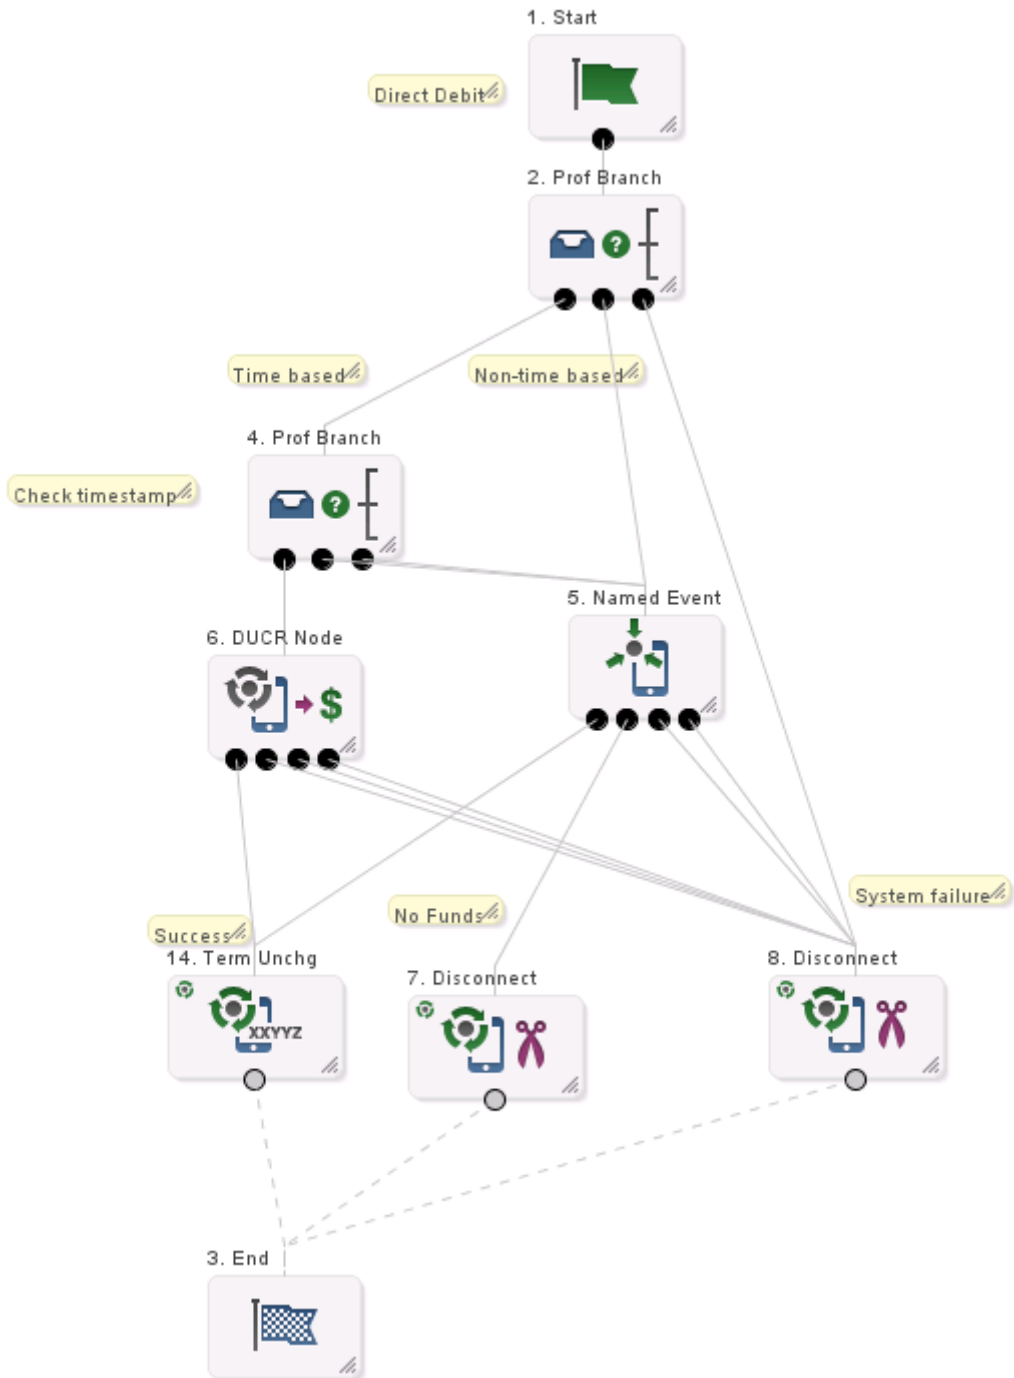 1. Start
Direct Debit
2. Prof Branch
?
Time based
Non-time based
4. Prof Branch
Check timestamp
?
5. Named Event
6. DUCR Node
$
System failure
No Funds
Success
14. Term Unchg
7. Disconnect
8. Disconnect
XXYYZ
3. End